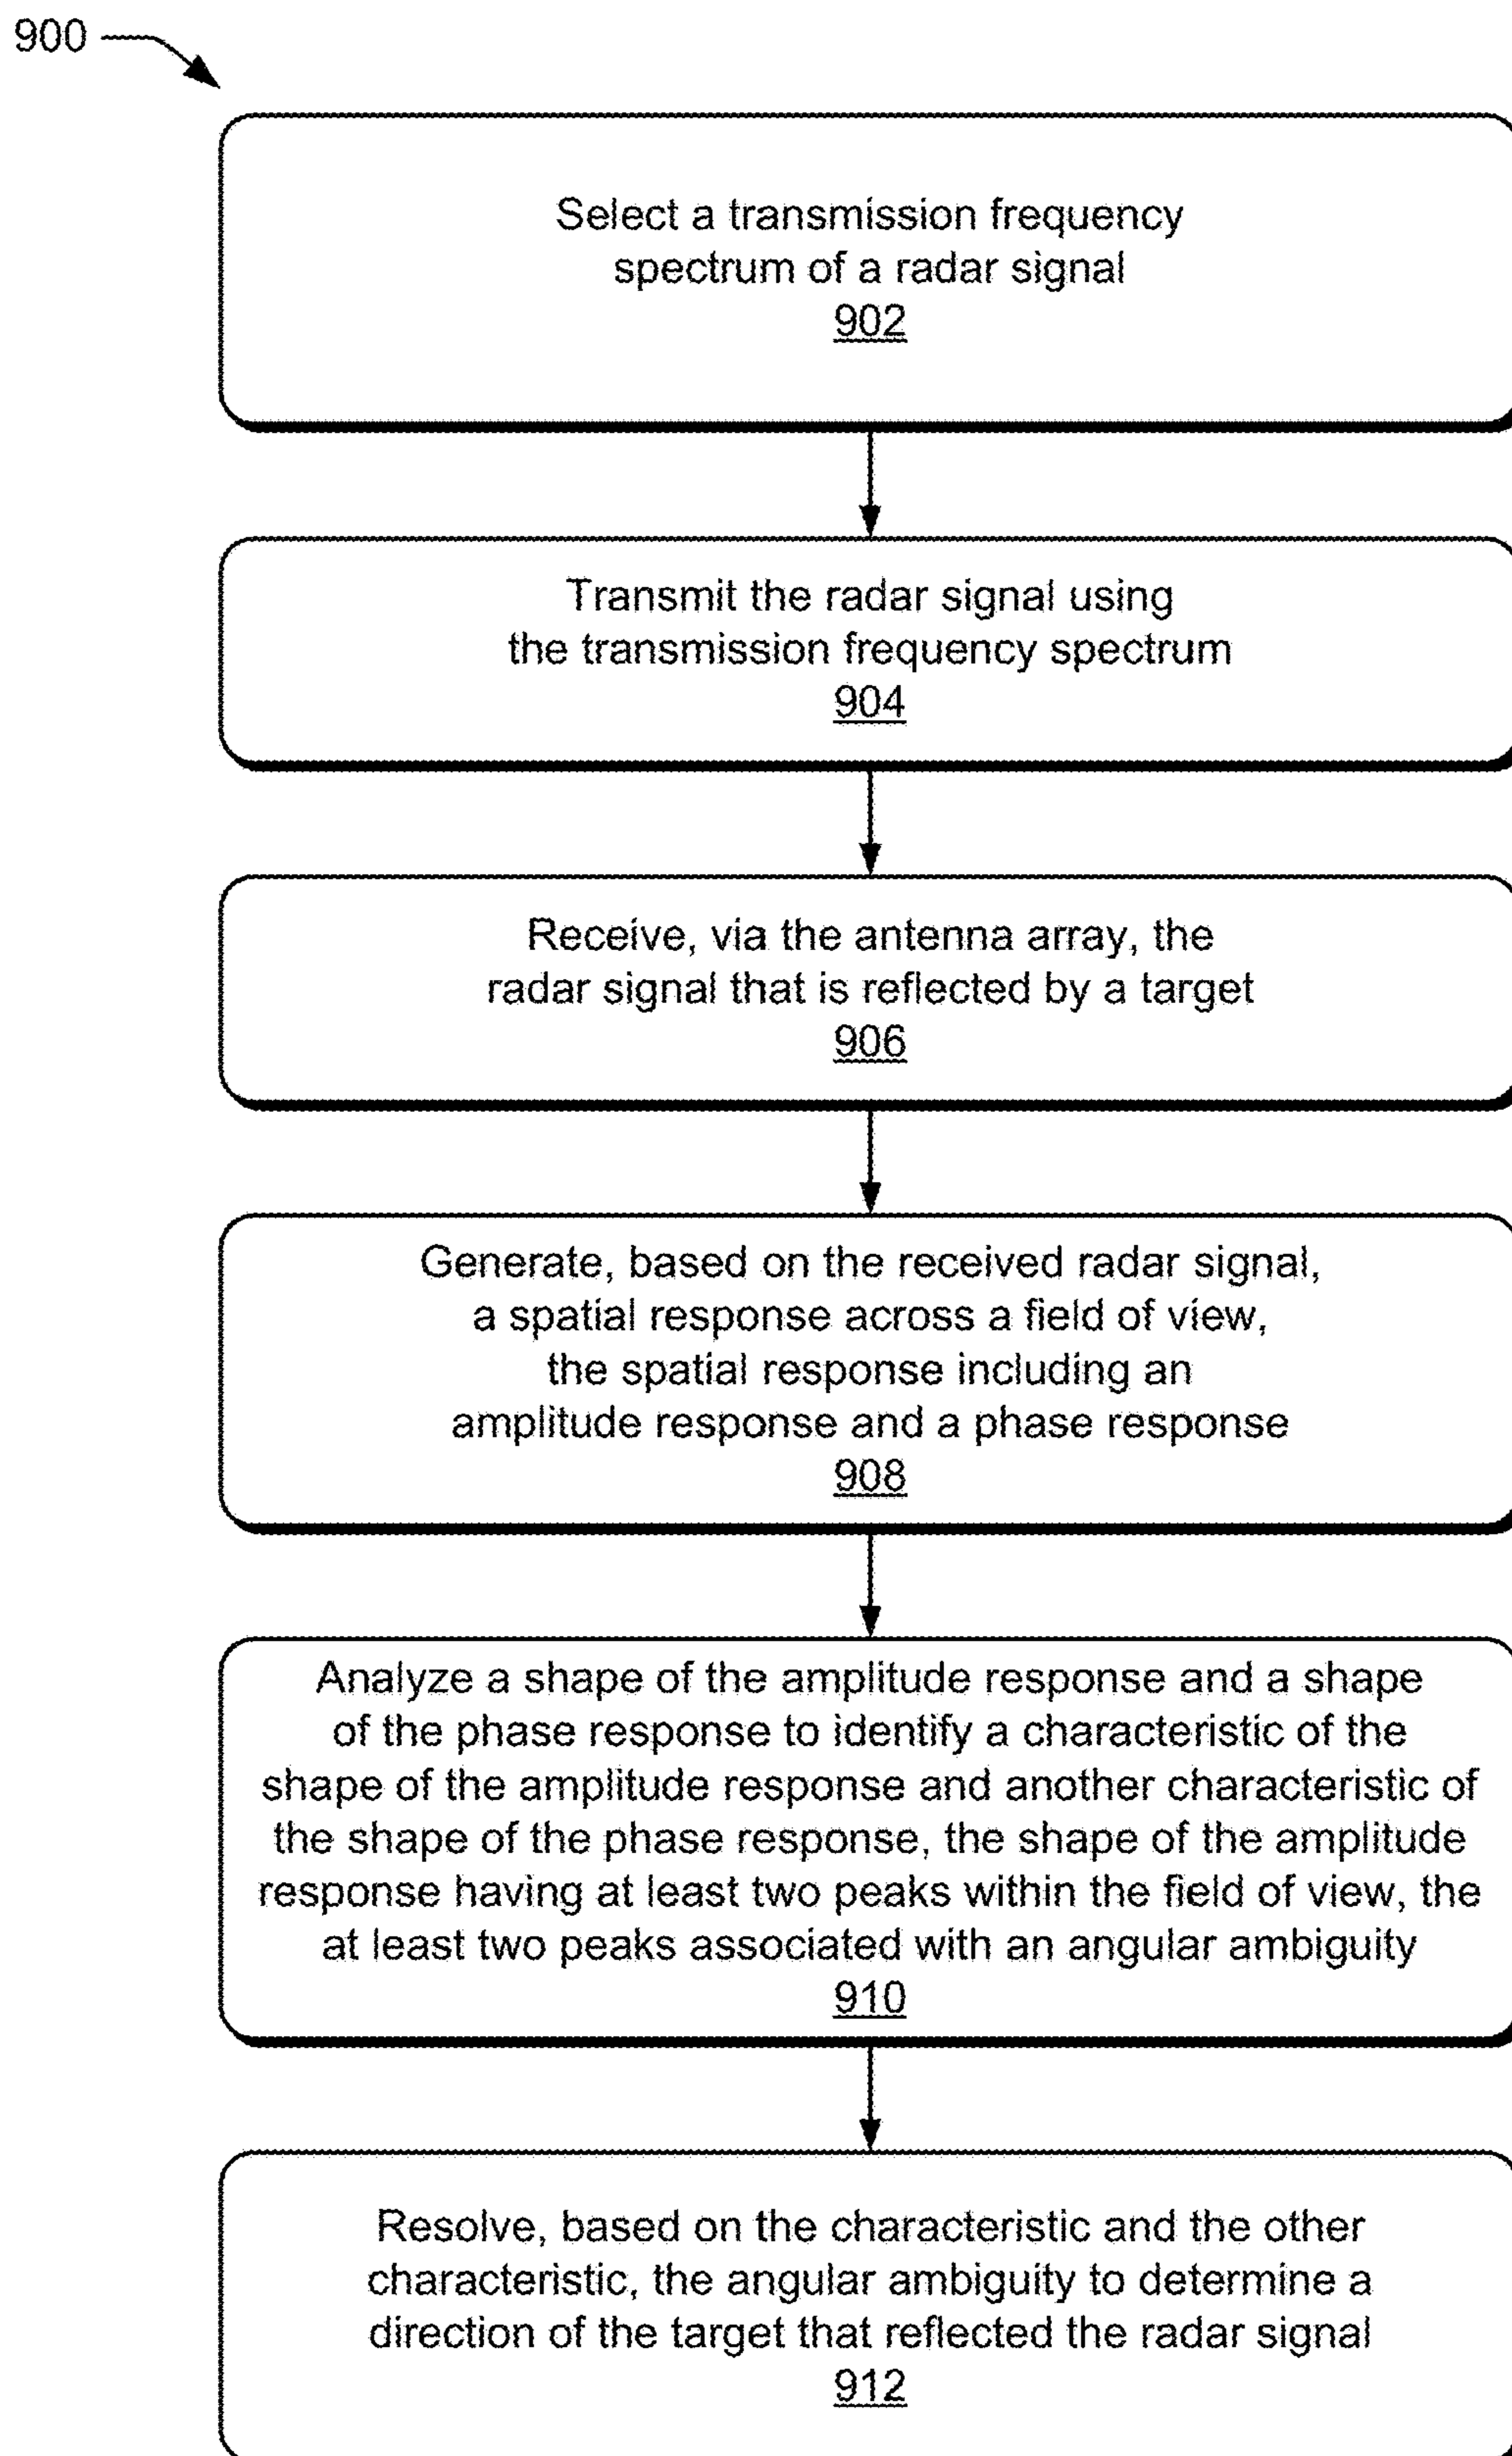 900
Select a transmission frequency
spectrum of a radar signal
902
Transmit the radar signal using
the transmission frequency spectrum
904
Receive, via the antenna array, the
radar signal that is reflected by a target
906
Generate, based on the received radar signal,
a spatial response across a field of view,
the spatial response including an
amplitude response and a phase response
908
Analyze a shape of the amplitude response and a shape
of the phase response to identify a characteristic of the
shape of the amplitude response and another characteristic of
the shape of the phase response, the shape of the amplitude
response having at least two peaks within the field of view, the
at least two peaks associated with an angular ambiguity
910
Resolve, based on the characteristic and the other
characteristic, the angular ambiguity to determine a
direction of the target that reflected the radar signal
912